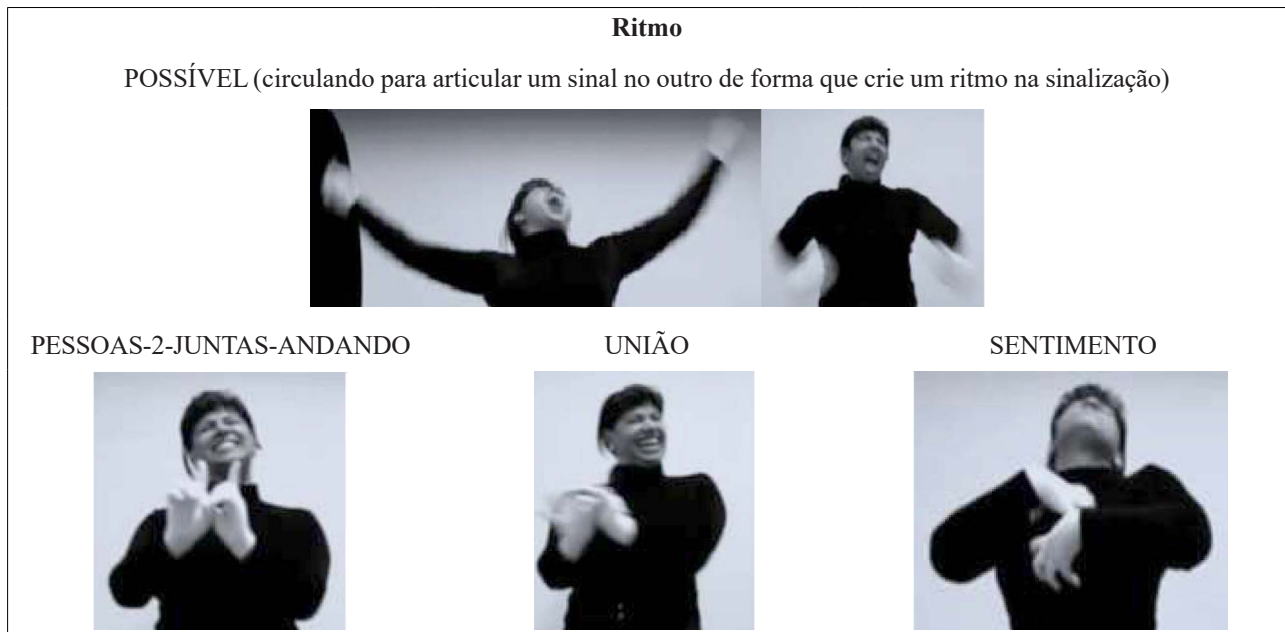 Ritmo
POSSÍVEL (circulando para articular um sinal no outro de forma que crie um ritmo na sinalização)
PESSOAS-2-JUNTAS-ANDANDO UNIÃO SENTIMENTO